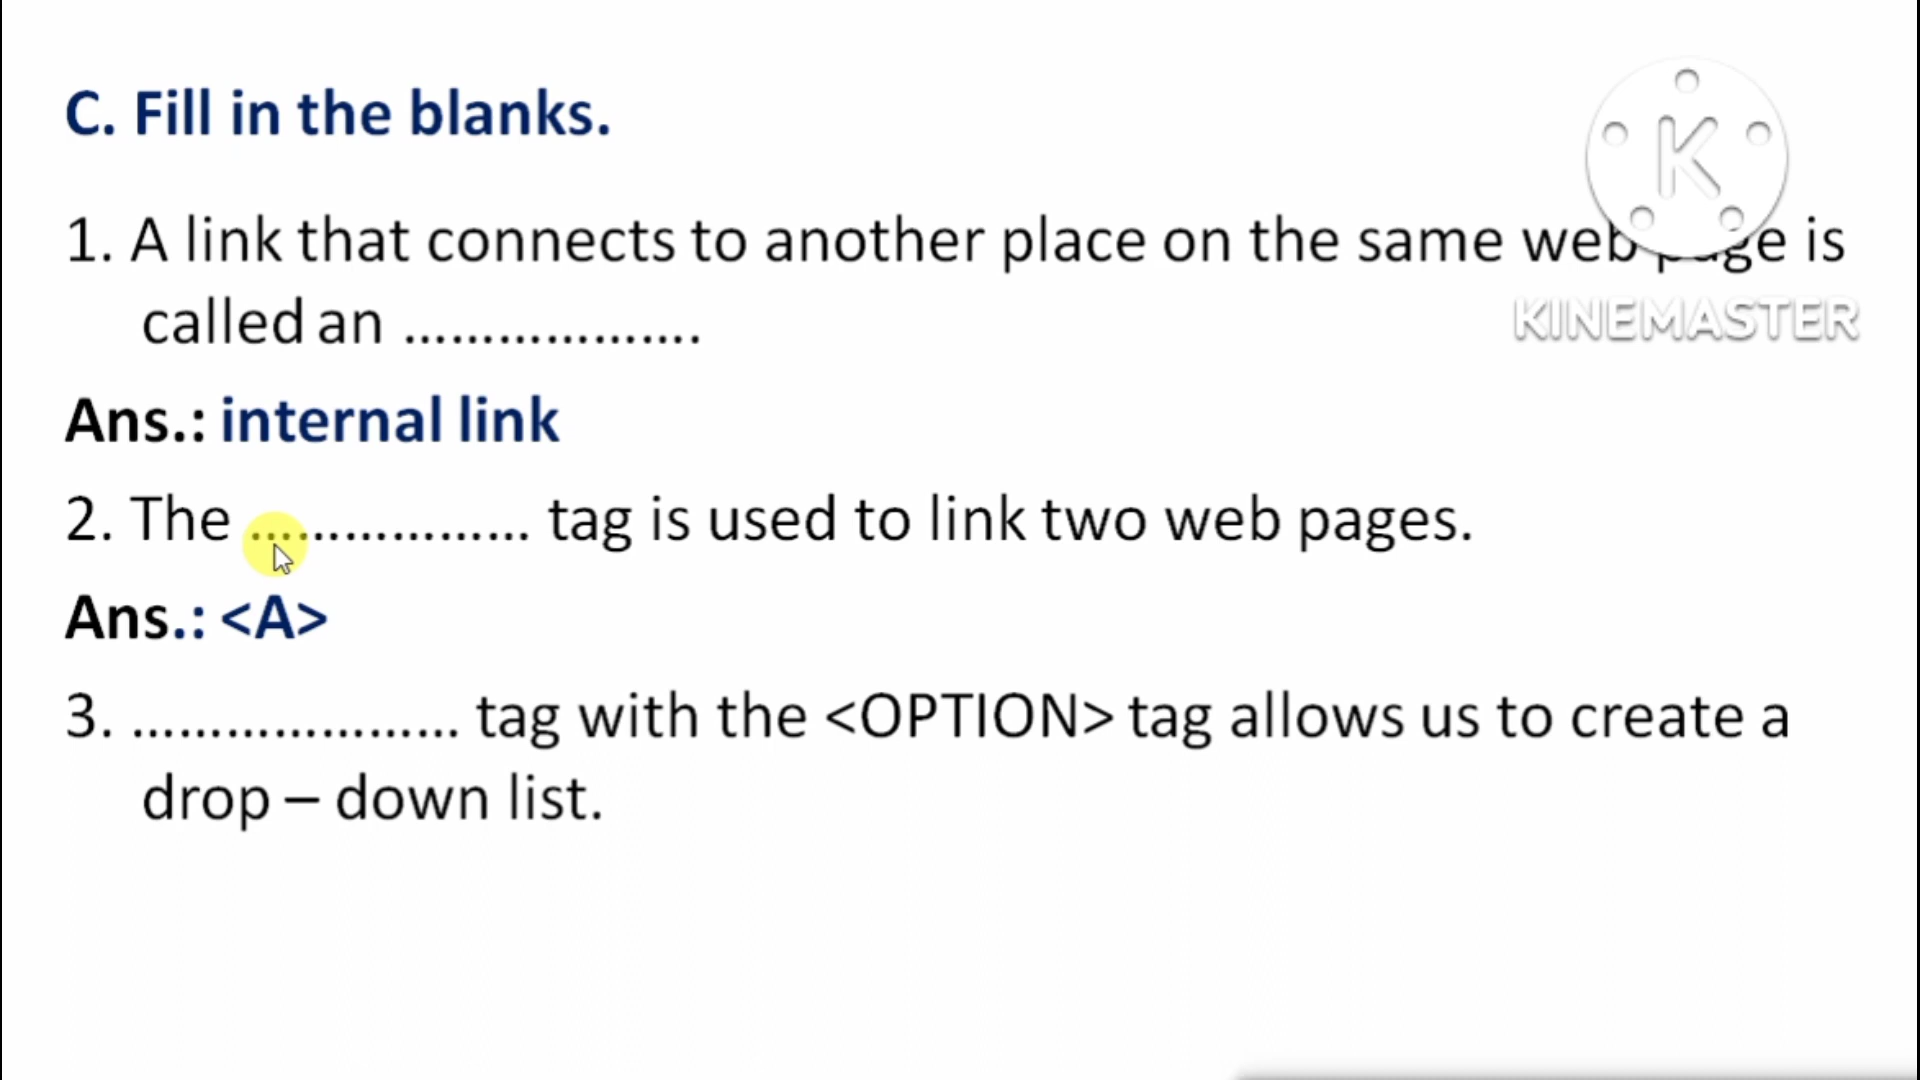 C. Fill in the blanks.
1. A link that connects to another place on the same web page is
called an ……………….
Ans.: internal link
2. The ……………… tag is used to link two web pages.
Ans.: <A>
3. ………………… tag with the <OPTION> tag allows us to create a
drop – down list.
K
KINEMASTER